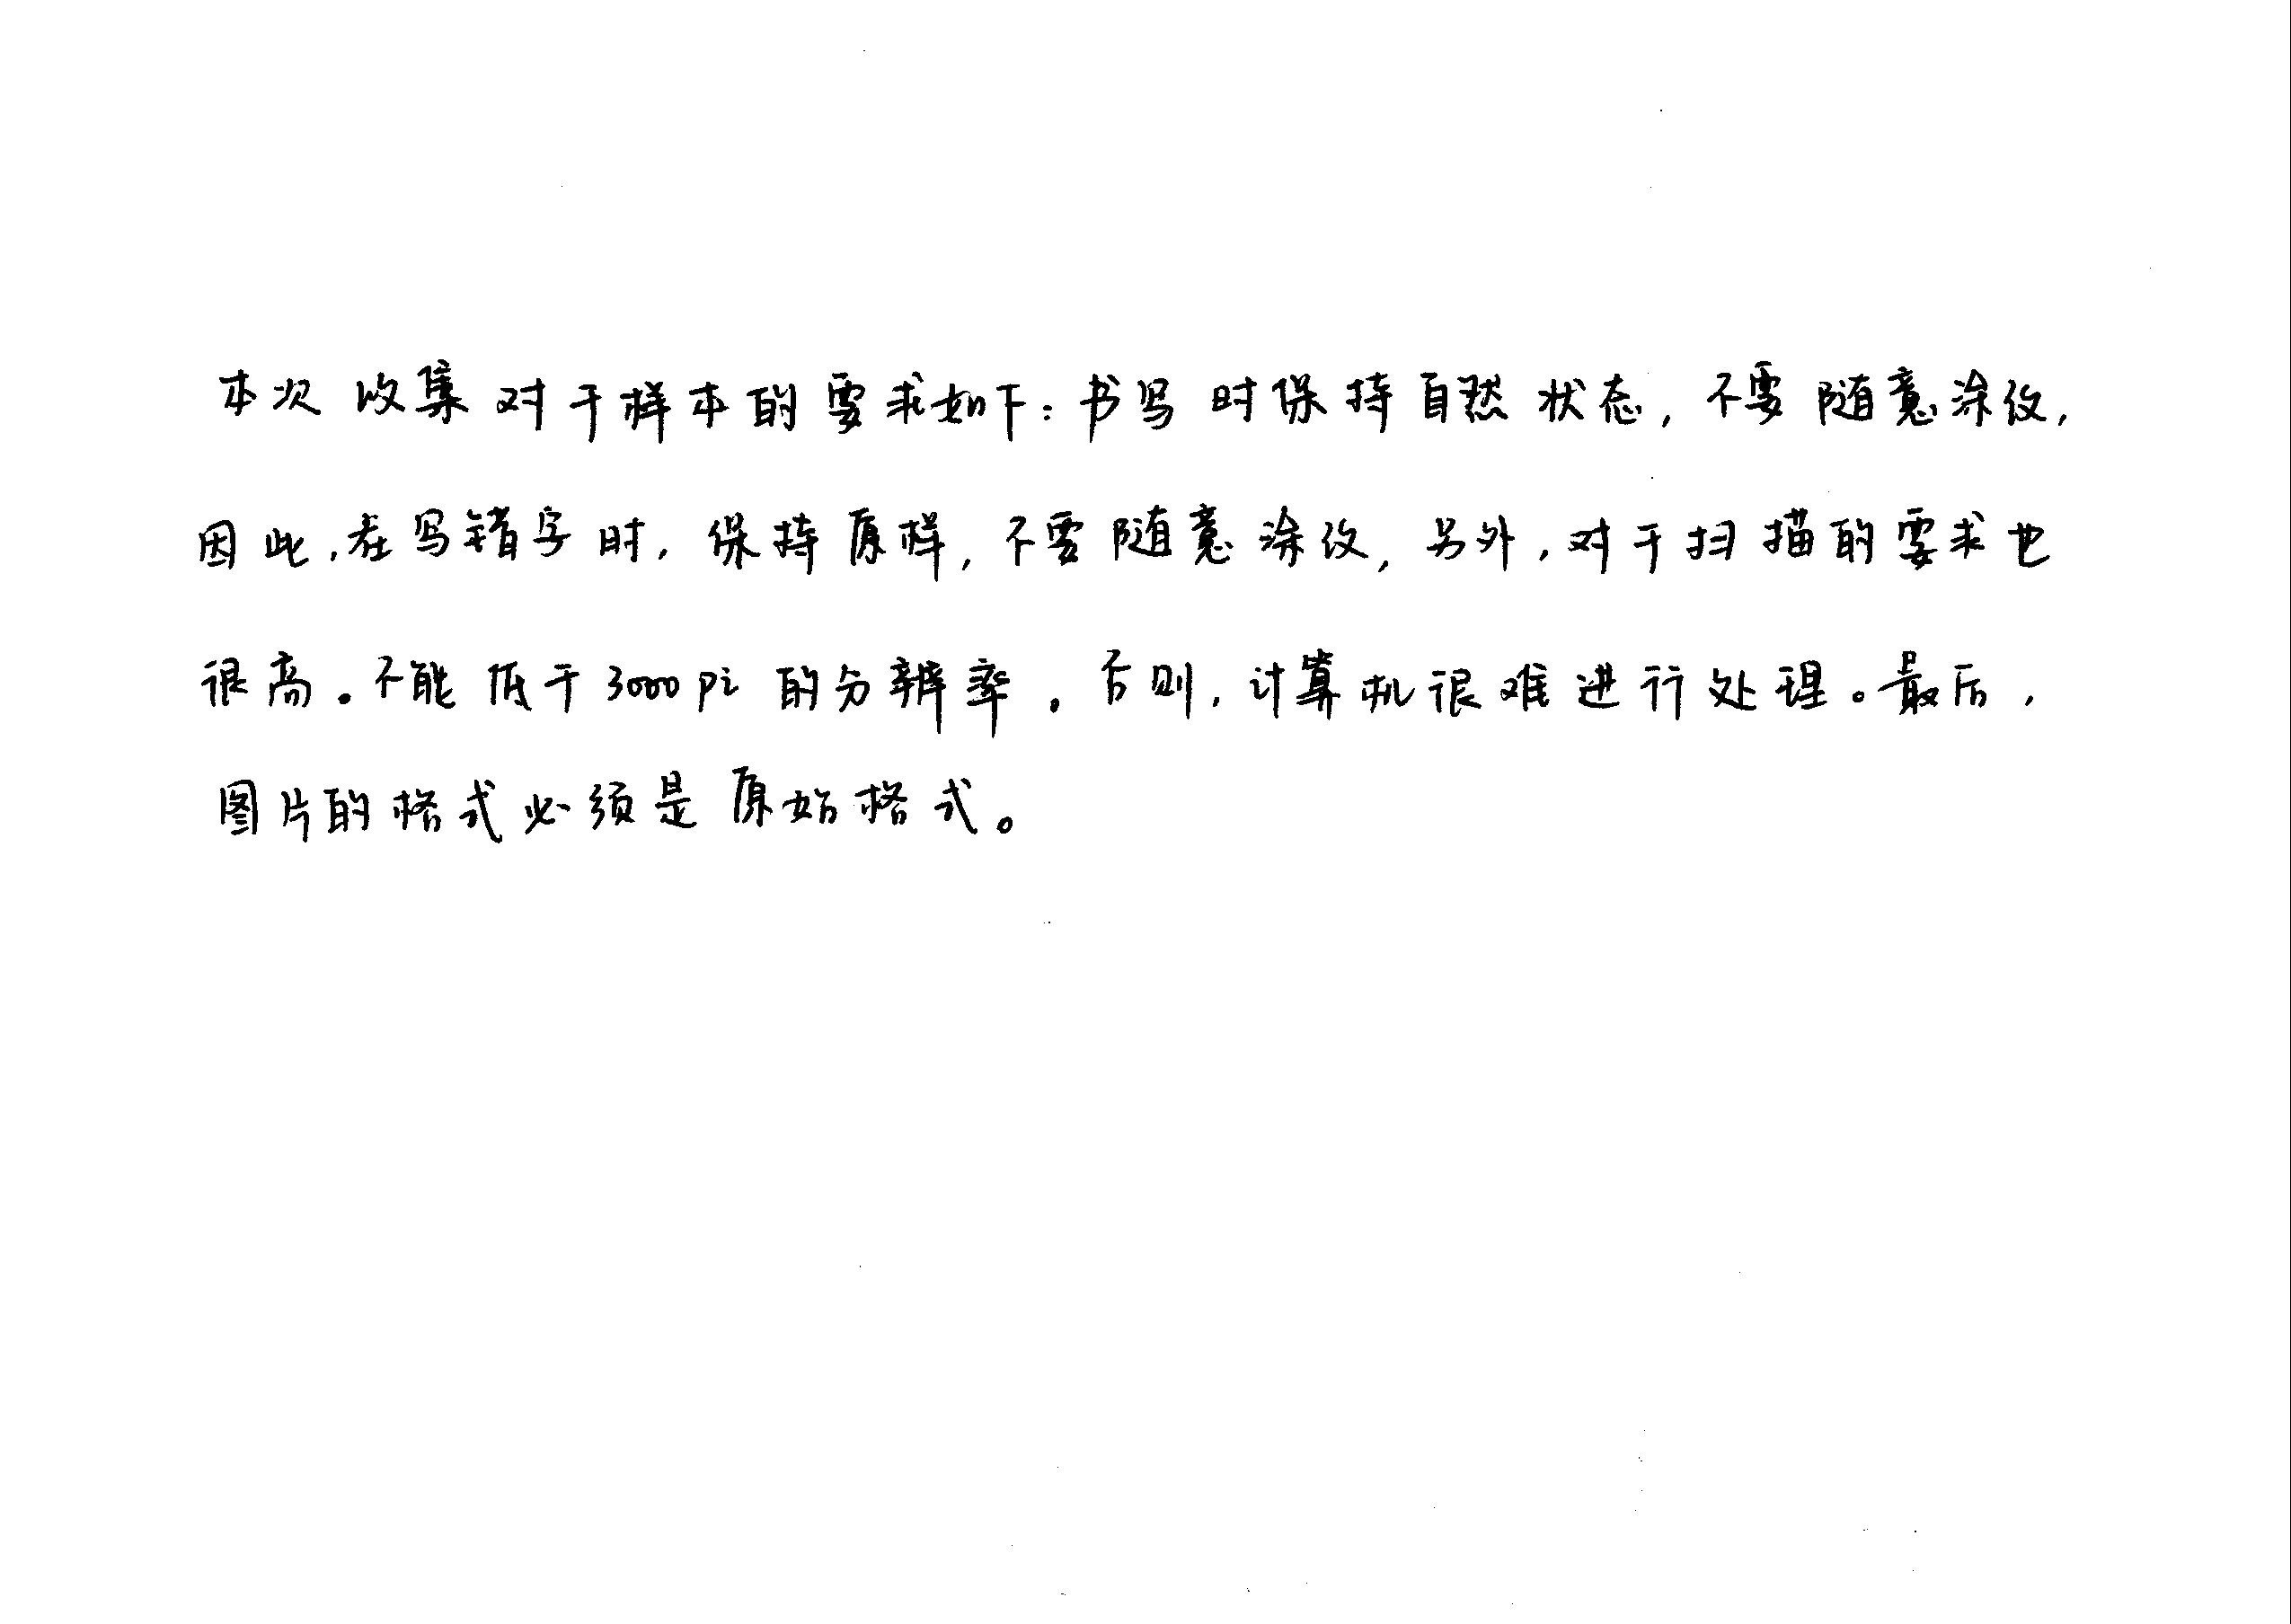 本次收集对于样本的要求如下：书写时保持自然状态，不要随意涂改，
因此，在写错字时，保持原样，不要随意涂改，另外，对于扫描的要求也
很高。不能低于3000pi的分辨率。否则，计算机很难进行处理。最后，
图片的格式必须是原始格式。